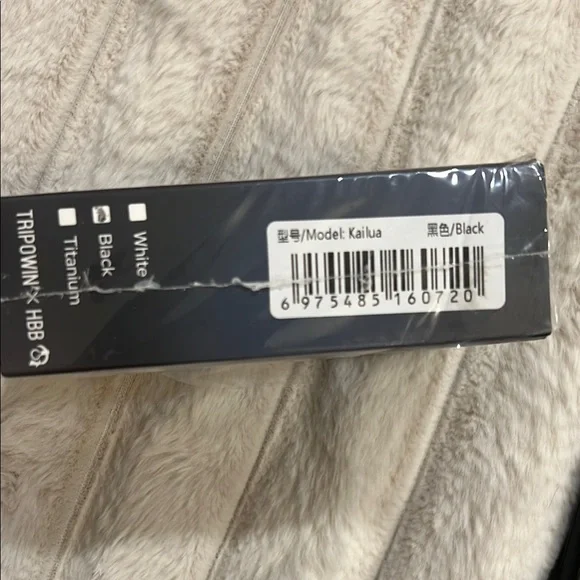 型号/Model: Kailua 黑色/Black
6 975485 160720
White
Black
Titanium
TRIPOWIN × HBB